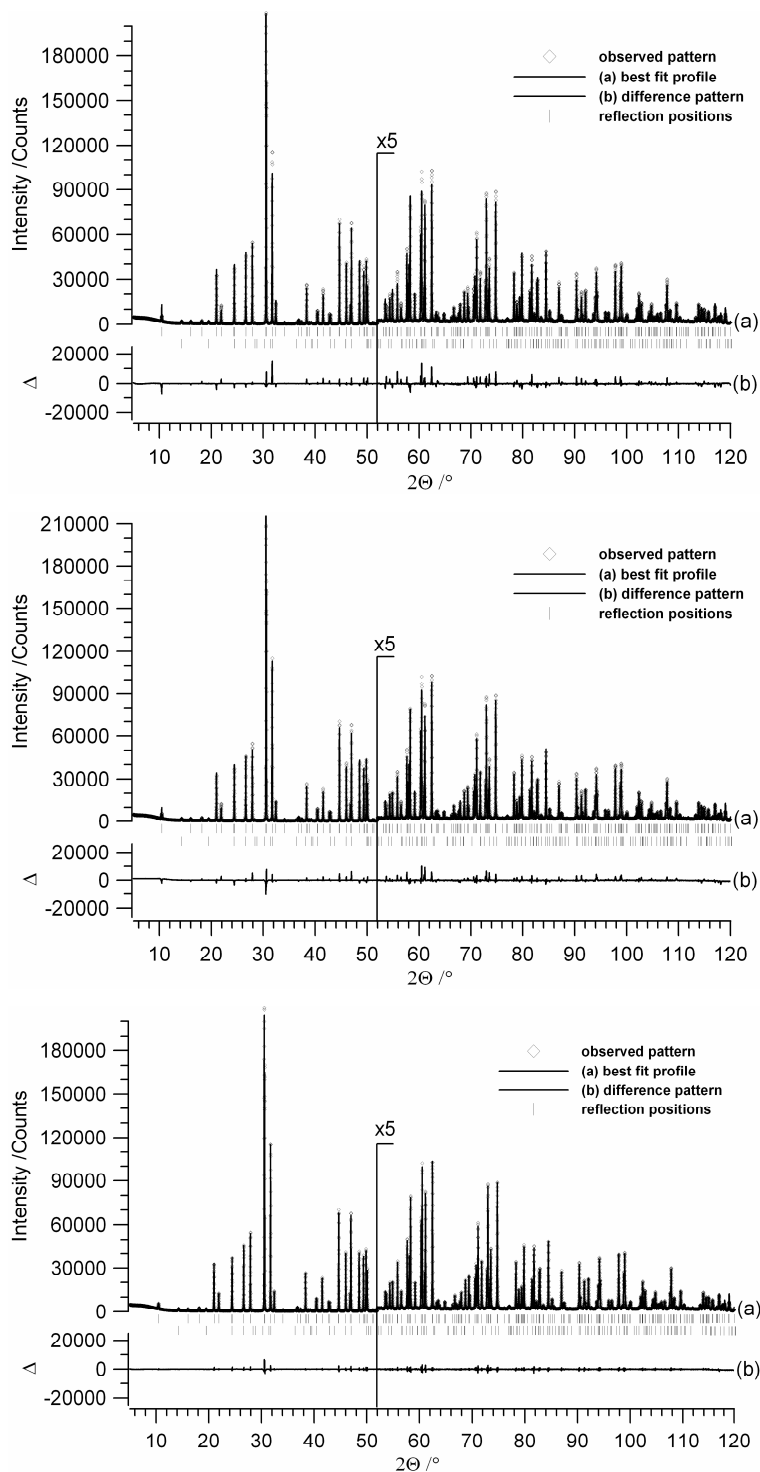 180000
150000
120000
90000
60000
30000
0
Intensity /Counts
observed pattern
(a) best fit profile
(b) difference pattern
reflection positions
x5
(a)
20000
0
-20000
Δ
(b)
10 20 30 40 50 60 70 80 90 100 110 120
2Θ /°
210000
180000
150000
120000
90000
60000
30000
0
Intensity /Counts
observed pattern
(a) best fit profile
(b) difference pattern
reflection positions
x5
(a)
20000
0
-20000
Δ
(b)
10 20 30 40 50 60 70 80 90 100 110 120
2Θ /°
180000
150000
120000
90000
60000
30000
0
Intensity /Counts
observed pattern
(a) best fit profile
(b) difference pattern
reflection positions
x5
(a)
20000
0
-20000
Δ
(b)
10 20 30 40 50 60 70 80 90 100 110 120
2Θ /°